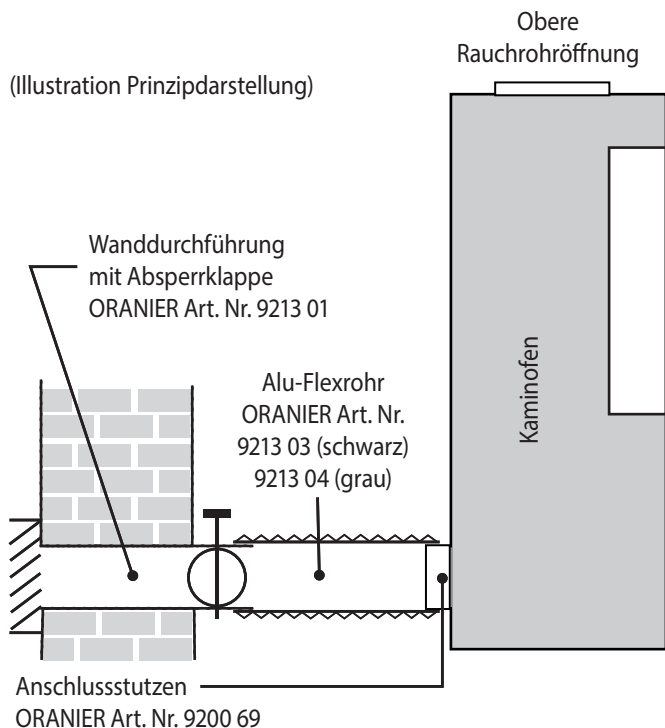 Obere
Rauchrohröffnung
(Illustration Prinzipdarstellung)
Wanddurchführung
mit Absperrklappe
ORANIER Art. Nr. 9213 01
Alu-Flexrohr
ORANIER Art. Nr.
9213 03 (schwarz)
9213 04 (grau)
Kaminofen
Anschlussstutzen
ORANIER Art. Nr. 9200 69